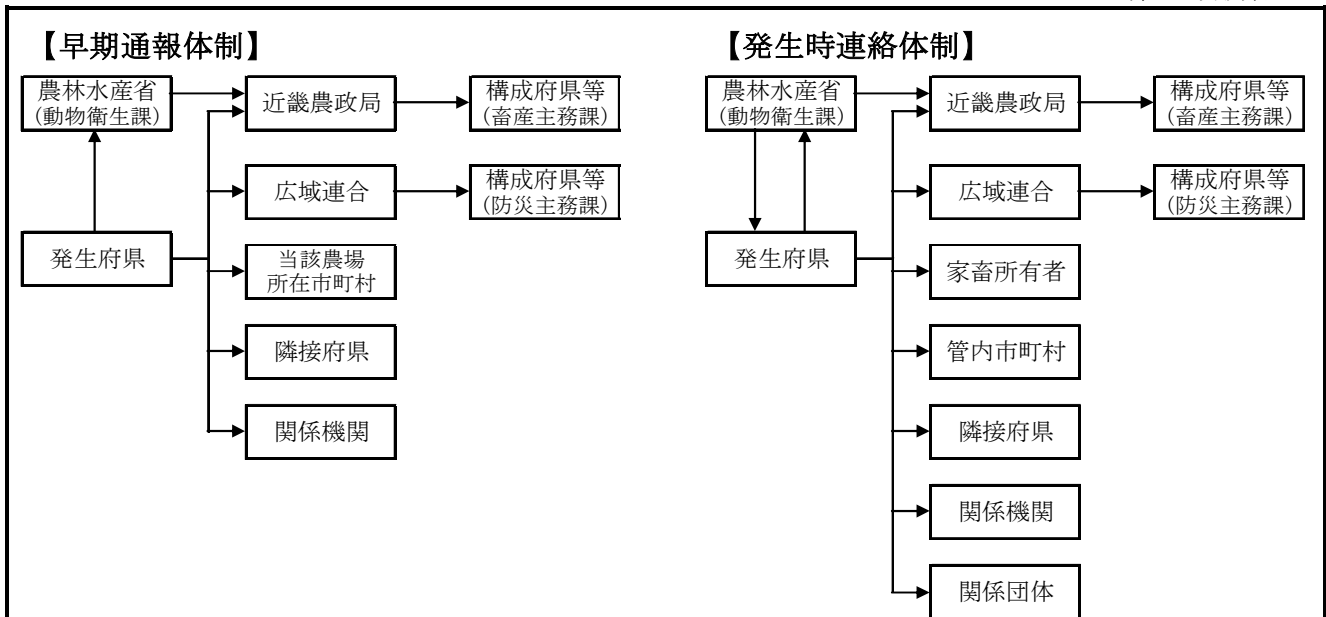 【早期通報体制】
農林水産省
(動物衛生課)
近畿農政局
構成府県等
(畜産主務課)
広域連合
構成府県等
(防災主務課)
発生府県
当該農場
所在市町村
隣接府県
関係機関
【発生時連絡体制】
農林水産省
(動物衛生課)
近畿農政局
構成府県等
(畜産主務課)
広域連合
構成府県等
(防災主務課)
発生府県
家畜所有者
管内市町村
隣接府県
関係機関
関係団体